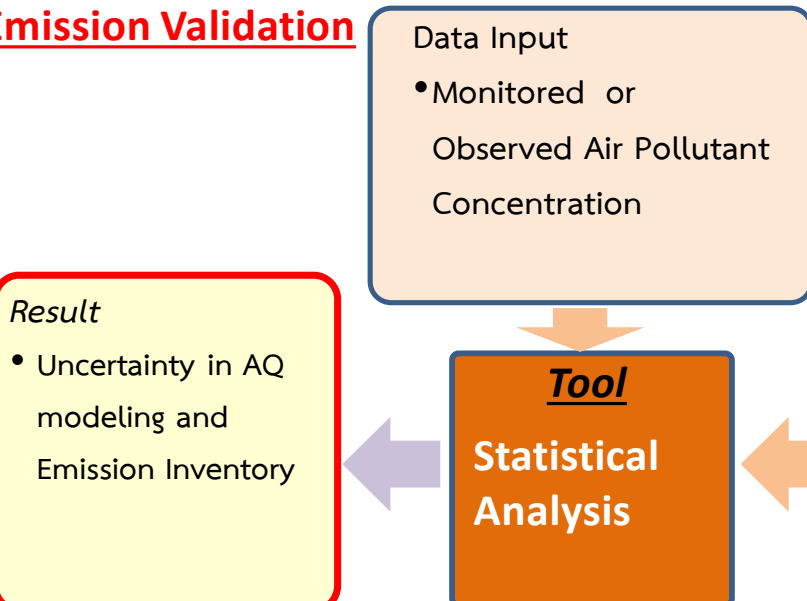 Emission Validation
Data Input
•Monitored or
Observed Air Pollutant
Concentration
Result
• Uncertainty in AQ
modeling and
Emission Inventory
Tool
Statistical
Analysis